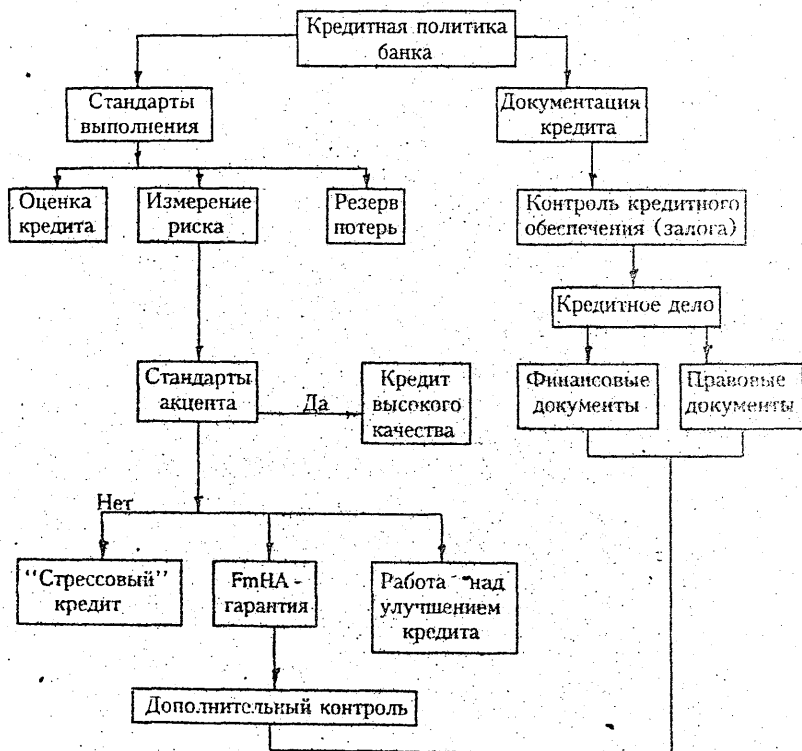 Кредитная политика
банка
Стандарты
выполнения
Документация
кредита
Оценка
кредита
Измерение
риска
Резерв
потерь
Контроль кредитного
обеспечения (залога)
Кредитное дело
Стандарты
акцента
Да
Кредит
высокого
качества
Финансовые
документы
Правовые
документы
Нет
"Стрессовый"
кредит
FmHA -
гарантия
Работа над
улучшением
кредита
Дополнительный контроль